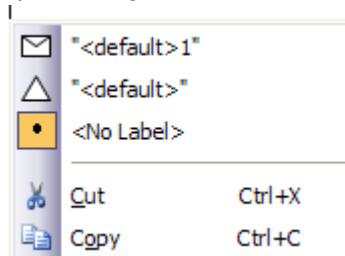 "<default>1"
"<default>"
<No Label>
Cut Ctrl+X
Copy Ctrl+C